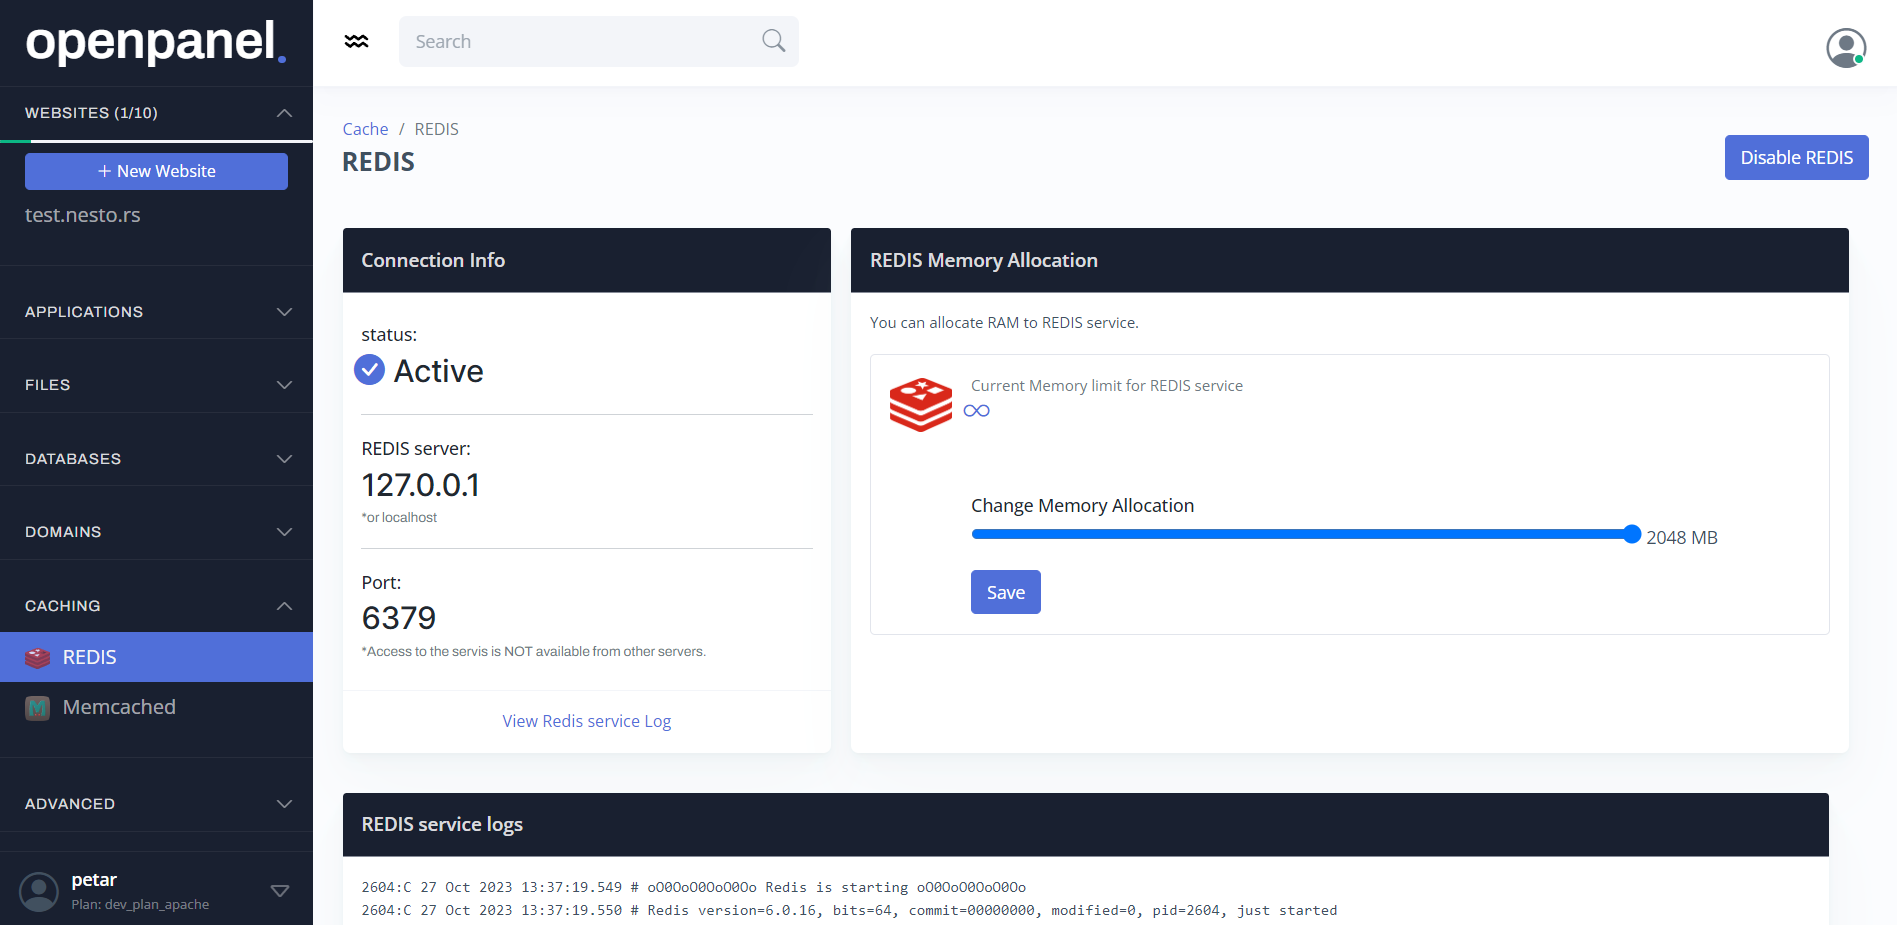 openpanel.
WEBSITES (1/10)
+ New Website
test.nesto.rs
APPLICATIONS
FILES
DATABASES
DOMAINS
CACHING
REDIS
Memcached
ADVANCED
petar
Plan: dev_plan_apache
Search
Cache / REDIS
REDIS
Disable REDIS
Connection Info
status:
Active
REDIS server:
127.0.0.1
*or localhost
Port:
6379
*Access to the servis is NOT available from other servers.
View Redis service Log
REDIS Memory Allocation
You can allocate RAM to REDIS service.
Current Memory limit for REDIS service
∞
Change Memory Allocation
2048 MB
Save
REDIS service logs
2604:C 27 Oct 2023 13:37:19.549 # oO0OoO0OoO0Oo Redis is starting oO0OoO0OoO0Oo
2604:C 27 Oct 2023 13:37:19.550 # Redis version=6.0.16, bits=64, commit=00000000, modified=0, pid=2604, just started